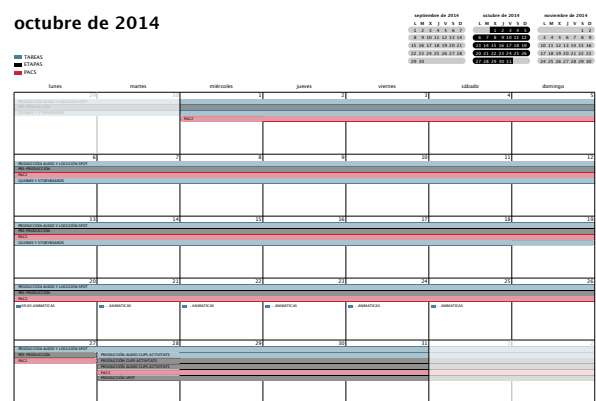 octubre de 2014
septiembre de 2014
L M X J V S D
1 2 3 4 5 6 7
8 9 10 11 12 13 14
15 16 17 18 19 20 21
22 23 24 25 26 27 28
29 30
octubre de 2014
L M X J V S D
1 2 3 4 5
6 7 8 9 10 11 12
13 14 15 16 17 18 19
20 21 22 23 24 25 26
27 28 29 30 31
noviembre de 2014
L M X J V S D
1 2
3 4 5 6 7 8 9
10 11 12 13 14 15 16
17 18 19 20 21 22 23
24 25 26 27 28 29 30
TAREAS
ETAPAS
PACS
lunes martes miércoles jueves viernes sábado domingo
29 30 1 2 3 4 5
PRODUCCIÓN AUDIO Y LOCUCIÓN SPOT
PRE-PRODUCCIÓN
GUIONES Y STORYBOARDS
PAC2
6 7 8 9 10 11 12
PRODUCCIÓN AUDIO Y LOCUCIÓN SPOT
PRE-PRODUCCIÓN
PAC2
GUIONES Y STORYBOARDS
13 14 15 16 17 18 19
PRODUCCIÓN AUDIO Y LOCUCIÓN SPOT
PRE-PRODUCCIÓN
PAC2
GUIONES Y STORYBOARDS
20 21 22 23 24 25 26
PRODUCCIÓN AUDIO Y LOCUCIÓN SPOT
PRE-PRODUCCIÓN
PAC2
ANIMATICAS ... ANIMATICAS ... ANIMATICAS ... ANIMATICAS ... ANIMATICAS ... ANIMATICAS
27 28 29 30 31 1 2
PRODUCCIÓN AUDIO Y LOCUCIÓN SPOT
PRE-PRODUCCIÓN PRODUCCIÓN AUDIO CLIPS ACTIVITATS
PAC2 PRODUCCIÓN CLIPS ACTIVITATS
PAC3
PRODUCCIÓN SPOT